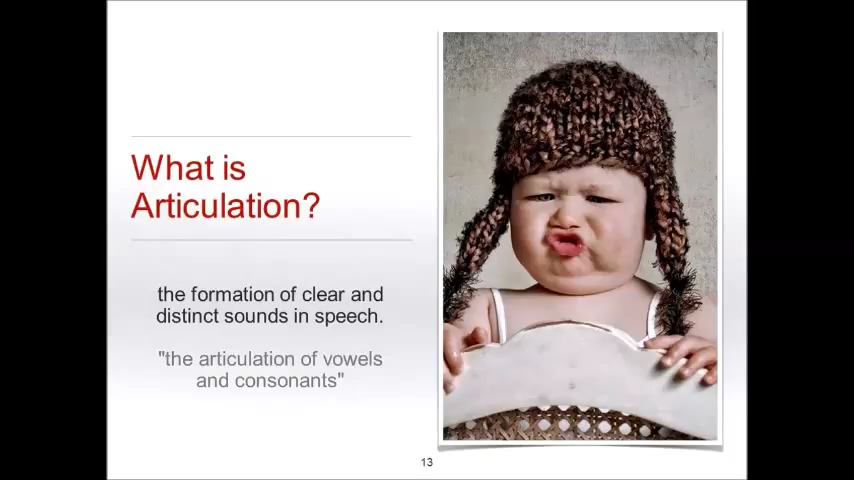 What is
Articulation?
the formation of clear and
distinct sounds in speech.
"the articulation of vowels
and consonants"
13